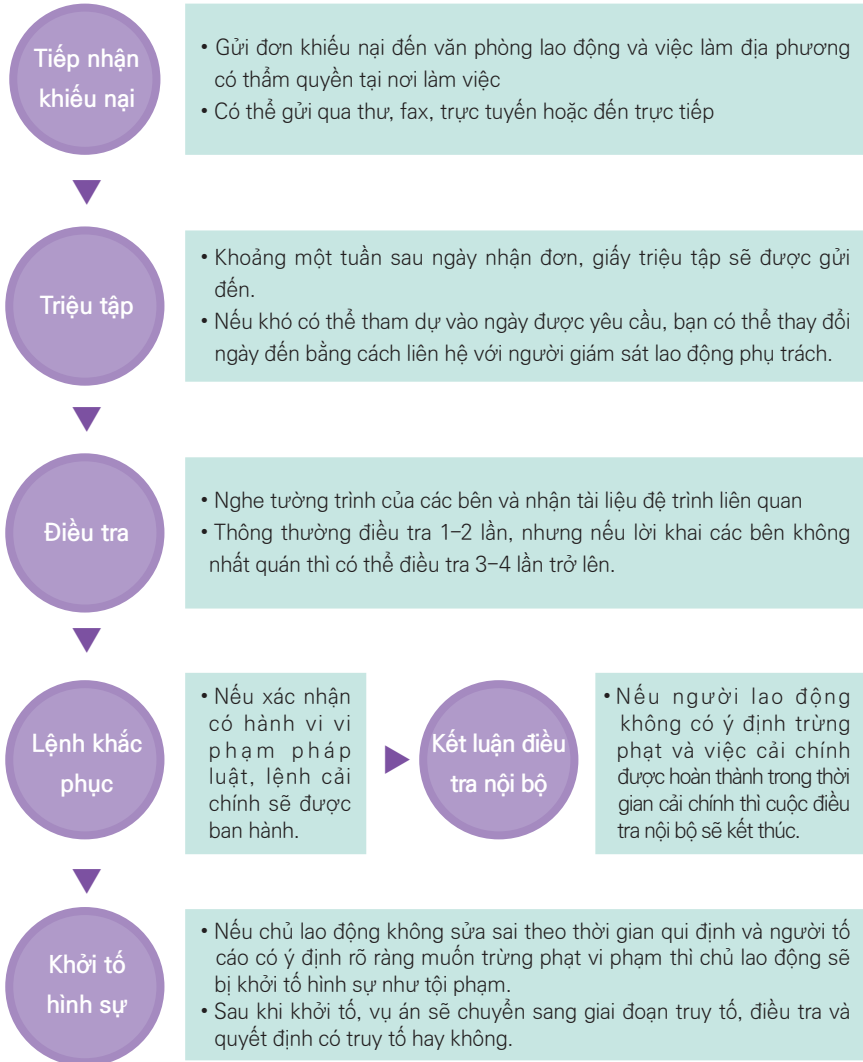 Tiếp nhận
khiếu nại
• Gửi đơn khiếu nại đến văn phòng lao động và việc làm địa phương
có thẩm quyền tại nơi làm việc
• Có thể gửi qua thư, fax, trực tuyến hoặc đến trực tiếp
Triệu tập
• Khoảng một tuần sau ngày nhận đơn, giấy triệu tập sẽ được gửi
đến.
• Nếu khó có thể tham dự vào ngày được yêu cầu, bạn có thể thay đổi
ngày đến bằng cách liên hệ với người giám sát lao động phụ trách.
Điều tra
• Nghe tường trình của các bên và nhận tài liệu đệ trình liên quan
• Thông thường điều tra 1-2 lần, nhưng nếu lời khai các bên không
nhất quán thì có thể điều tra 3-4 lần trở lên.
Lệnh khắc
phục
• Nếu xác nhận
có hành vi vi
phạm pháp
luật, lệnh cải
chính sẽ được
ban hành.
Kết luận điều
tra nội bộ
• Nếu người lao động
không có ý định trừng
phạt và việc cải chính
được hoàn thành trong thời
gian cải chính thì cuộc điều
tra nội bộ sẽ kết thúc.
Khởi tố
hình sự
• Nếu chủ lao động không sửa sai theo thời gian qui định và người tố
cáo có ý định rõ ràng muốn trừng phạt vi phạm thì chủ lao động sẽ
bị khởi tố hình sự như tội phạm.
• Sau khi khởi tố, vụ án sẽ chuyển sang giai đoạn truy tố, điều tra và
quyết định có truy tố hay không.